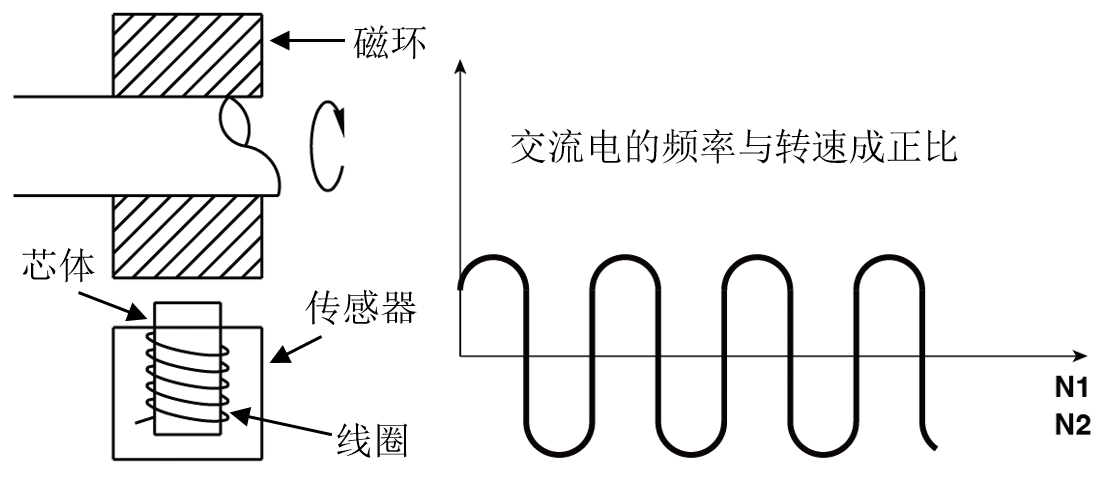 磁环
交流电的频率与转速成正比
芯体
传感器
线圈
N1
N2